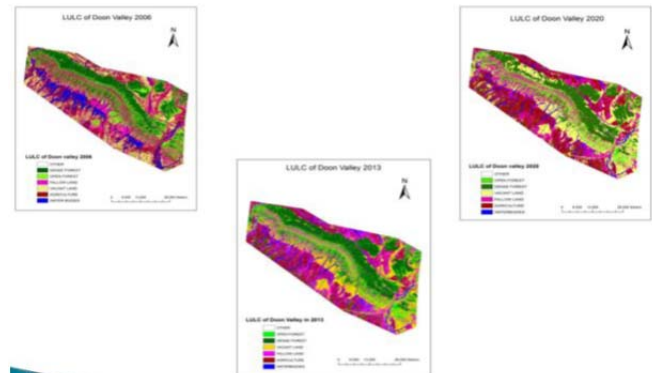 LULC of Doon Valley 2006
N
LULC of Doon valley 2006
OTHER
DENSE FOREST
OPEN FOREST
FALLOW LAND
VACANT LAND
AGRICULTURE
WATER BODIES
LULC of Doon Valley 2020
N
LULC of Doon valley 2020
OTHER
OPEN FOREST
DENSE FOREST
VACANT LAND
FALLOW LAND
AGRICULTURE
WATERBODIES
LULC of Doon Valley 2013
N
LULC of Doon Valley in 2013
OTHER
OPEN FOREST
DENSE FOREST
VACANT LAND
FALLOW LAND
AGRICULTURE
WATERBODIES